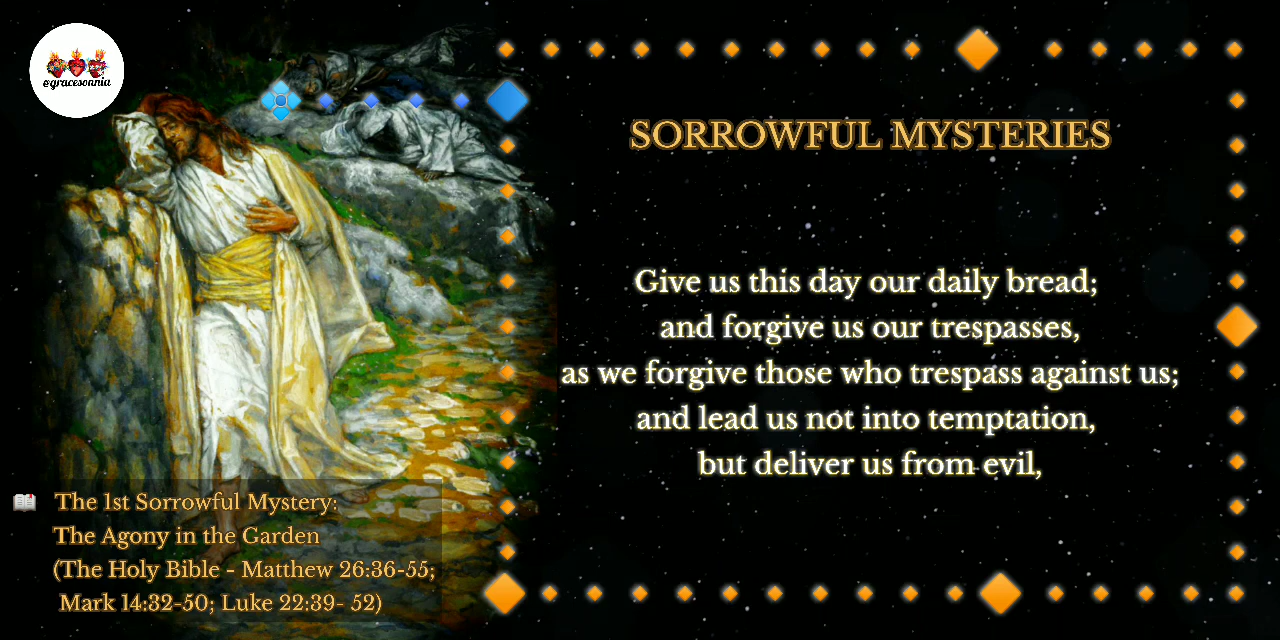 @gracesonnia
SORROWFUL MYSTERIES
Give us this day our daily bread;
and forgive us our trespasses,
as we forgive those who trespass against us;
and lead us not into temptation,
but deliver us from evil,
The 1st Sorrowful Mystery:
The Agony in the Garden
(The Holy Bible - Matthew 26:36-55;
Mark 14:32-50; Luke 22:39- 52)